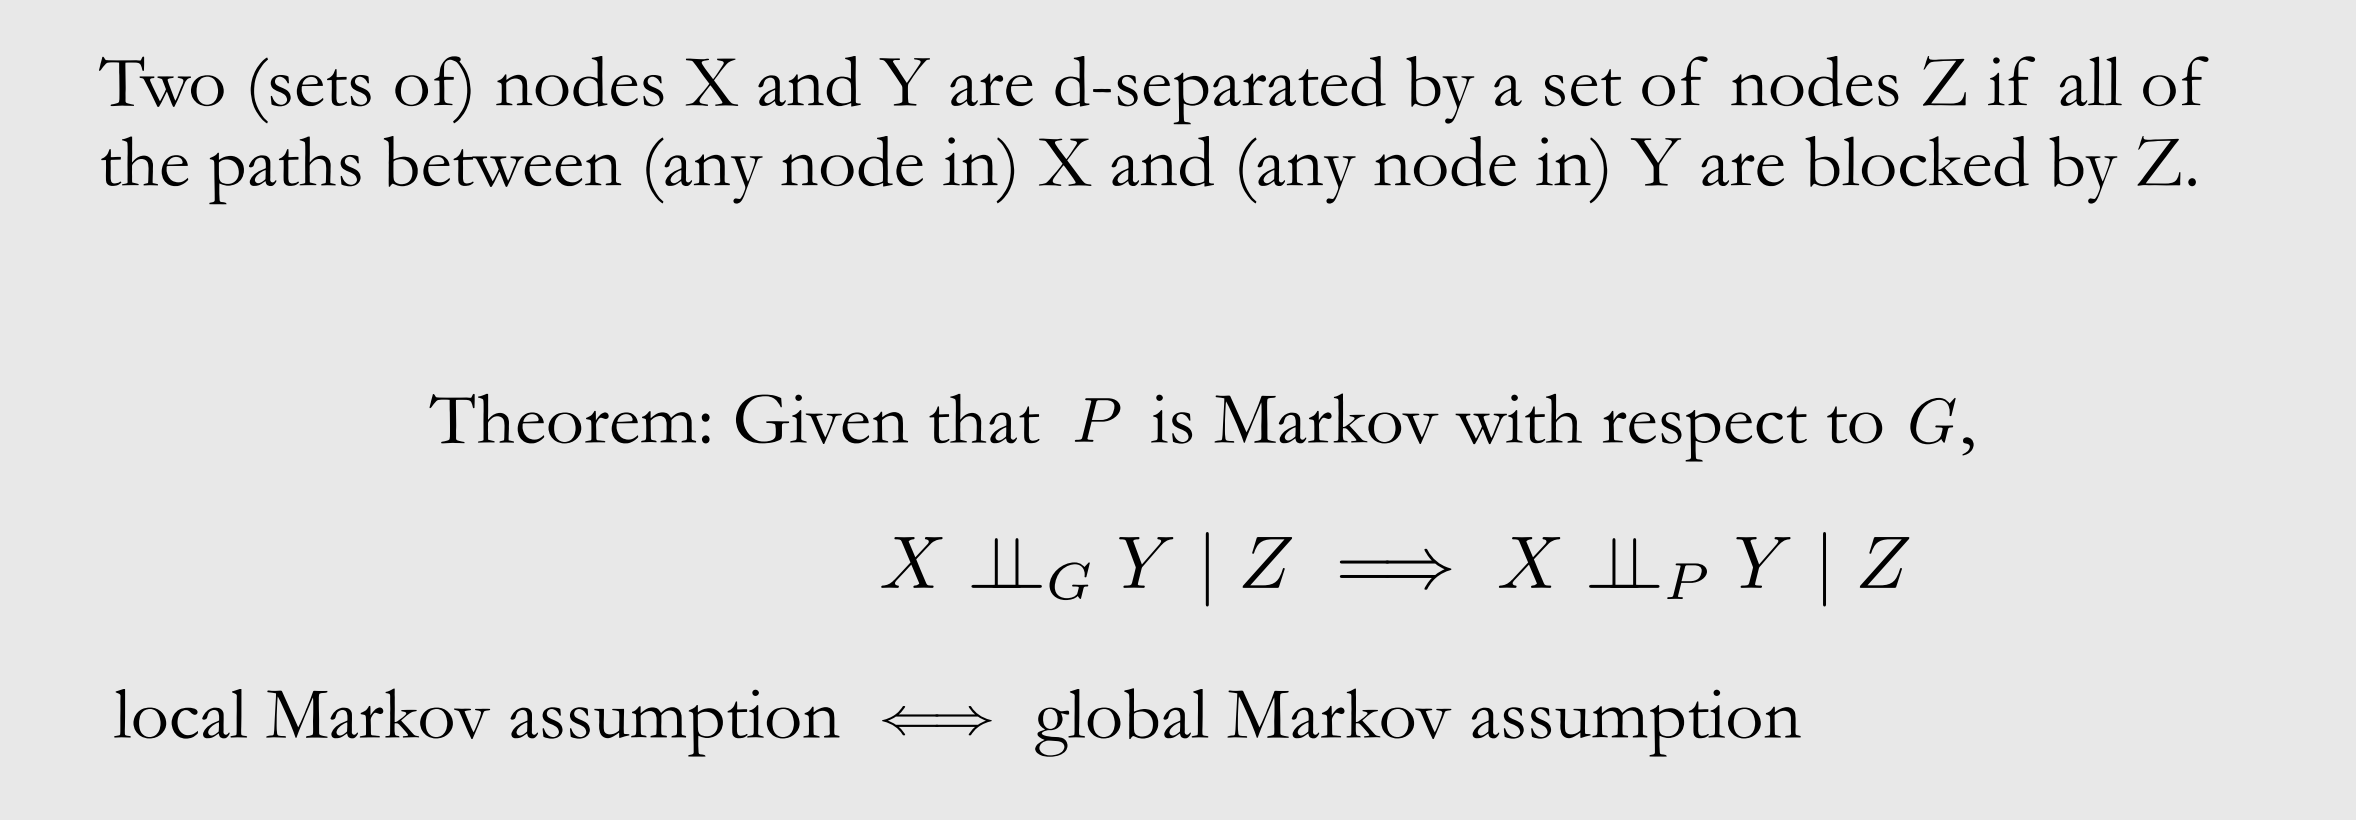 Two (sets of) nodes X and Y are d-separated by a set of nodes Z if all of
the paths between (any node in) X and (any node in) Y are blocked by Z.
Theorem: Given that P is Markov with respect to G,
X ⫫_G Y | Z ⟹ X ⫫_P Y | Z
local Markov assumption ⟺ global Markov assumption